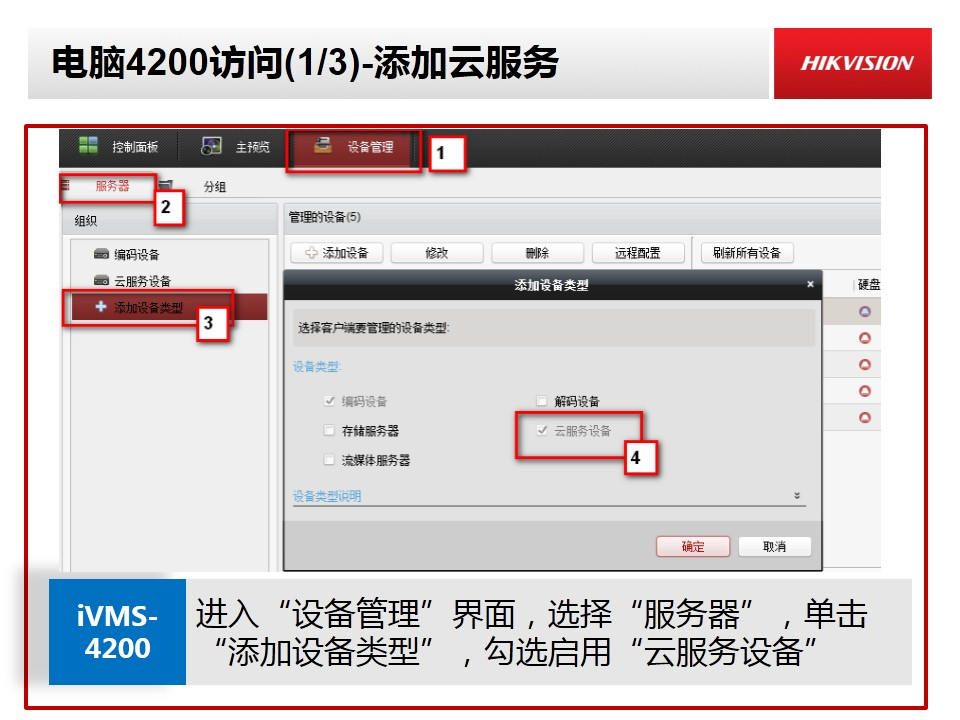 电脑4200访问(1/3)-添加云服务
HIKVISION
控制面板
主预览
设备管理
1
服务器
分组
2
组织
管理的设备(5)
编码设备
云服务设备
添加设备类型
3
添加设备
修改
删除
远程配置
刷新所有设备
硬盘
添加设备类型
×
选择客户端要管理的设备类型:
设备类型:
编码设备
解码设备
存储服务器
云服务设备
流媒体服务器
4
设备类型说明
确定
取消
iVMS-
4200
进入“设备管理”界面，选择“服务器”，单击
“添加设备类型”，勾选启用“云服务设备”